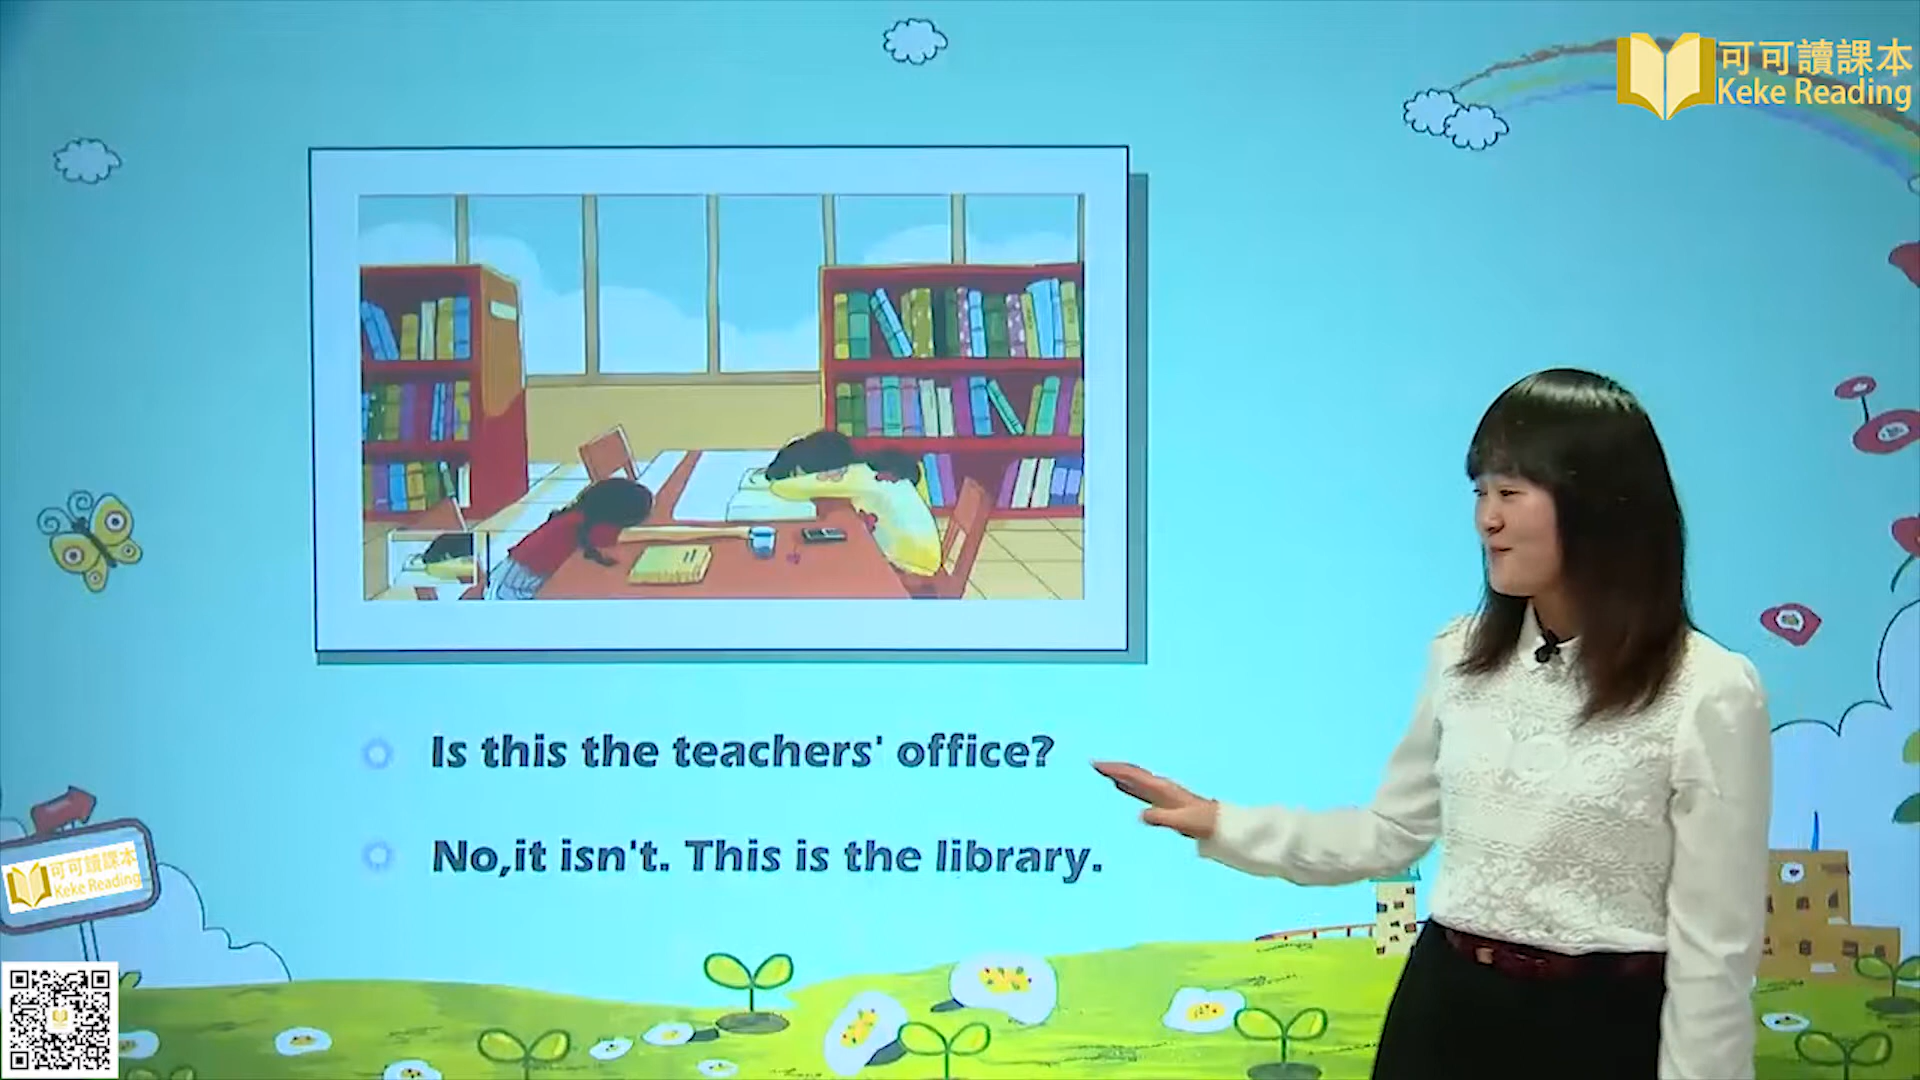 可可讀課本
Keke Reading
Is this the teachers' office?
No,it isn't. This is the library.
可可讀課本
Keke Reading